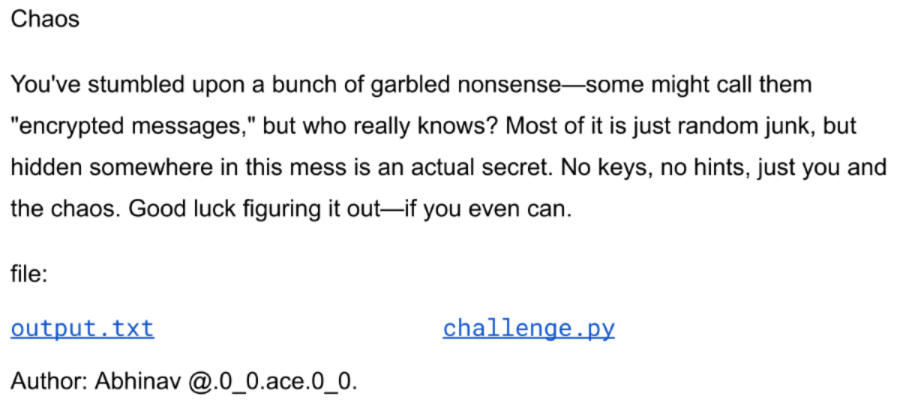 Chaos
You've stumbled upon a bunch of garbled nonsense—some might call them
"encrypted messages," but who really knows? Most of it is just random junk, but
hidden somewhere in this mess is an actual secret. No keys, no hints, just you and
the chaos. Good luck figuring it out—if you even can.
file:
output.txt challenge.py
Author: Abhinav @.0_0.ace.0_0.